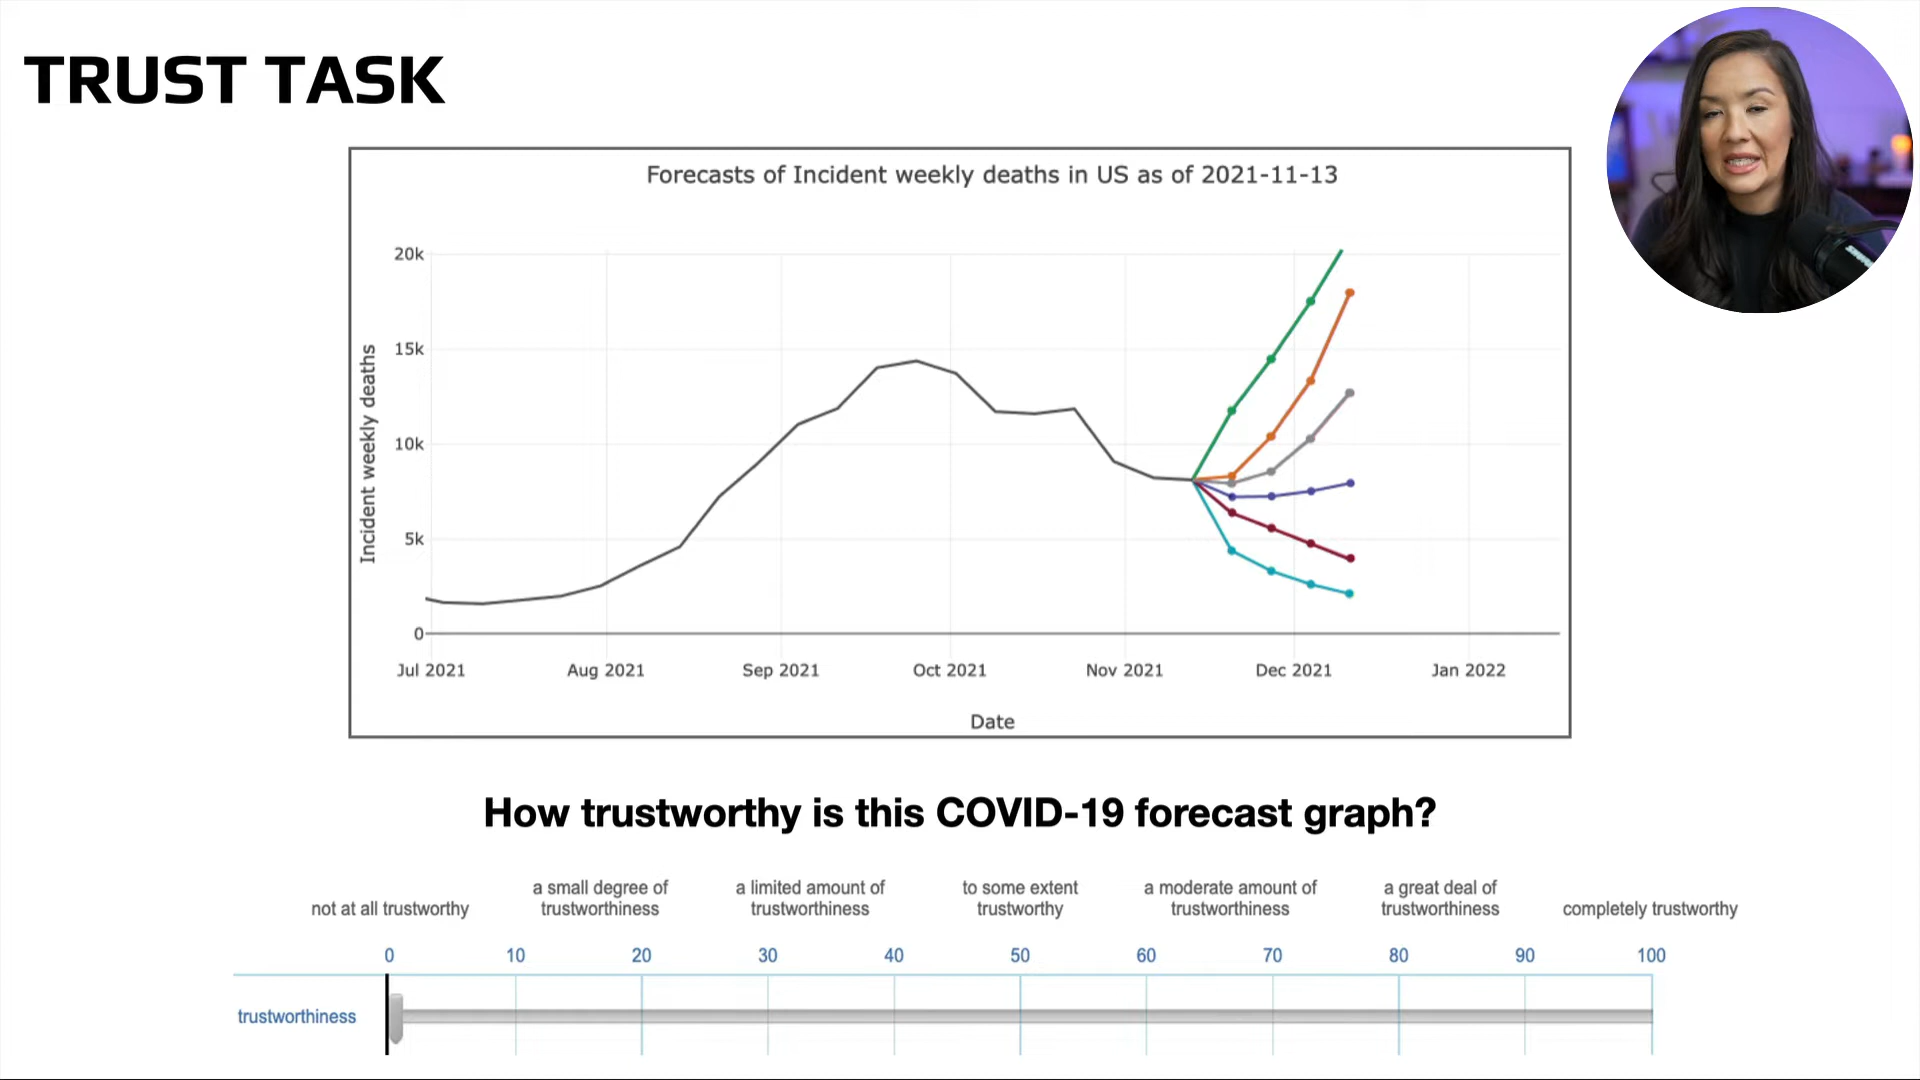 TRUST TASK
Forecasts of Incident weekly deaths in US as of 2021-11-13
Incident weekly deaths
20k
15k
10k
5k
0
Jul 2021 Aug 2021 Sep 2021 Oct 2021 Nov 2021 Dec 2021 Jan 2022
Date
How trustworthy is this COVID-19 forecast graph?
not at all trustworthy
a small degree of
trustworthiness
a limited amount of
trustworthiness
to some extent
trustworthy
a moderate amount of
trustworthiness
a great deal of
trustworthiness
completely trustworthy
0 10 20 30 40 50 60 70 80 90 100
trustworthiness